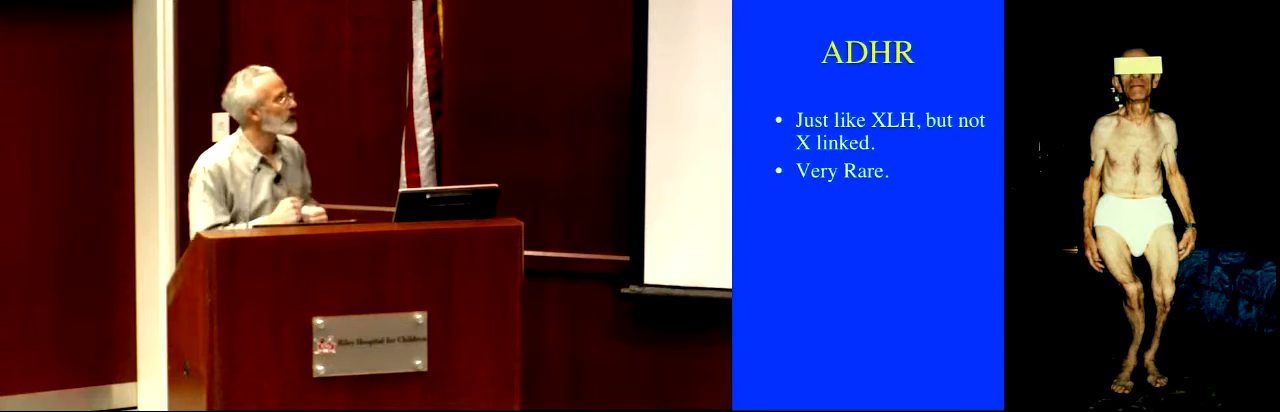 ADHR
• Just like XLH, but not
X linked.
• Very Rare.
Riley Hospital for Children